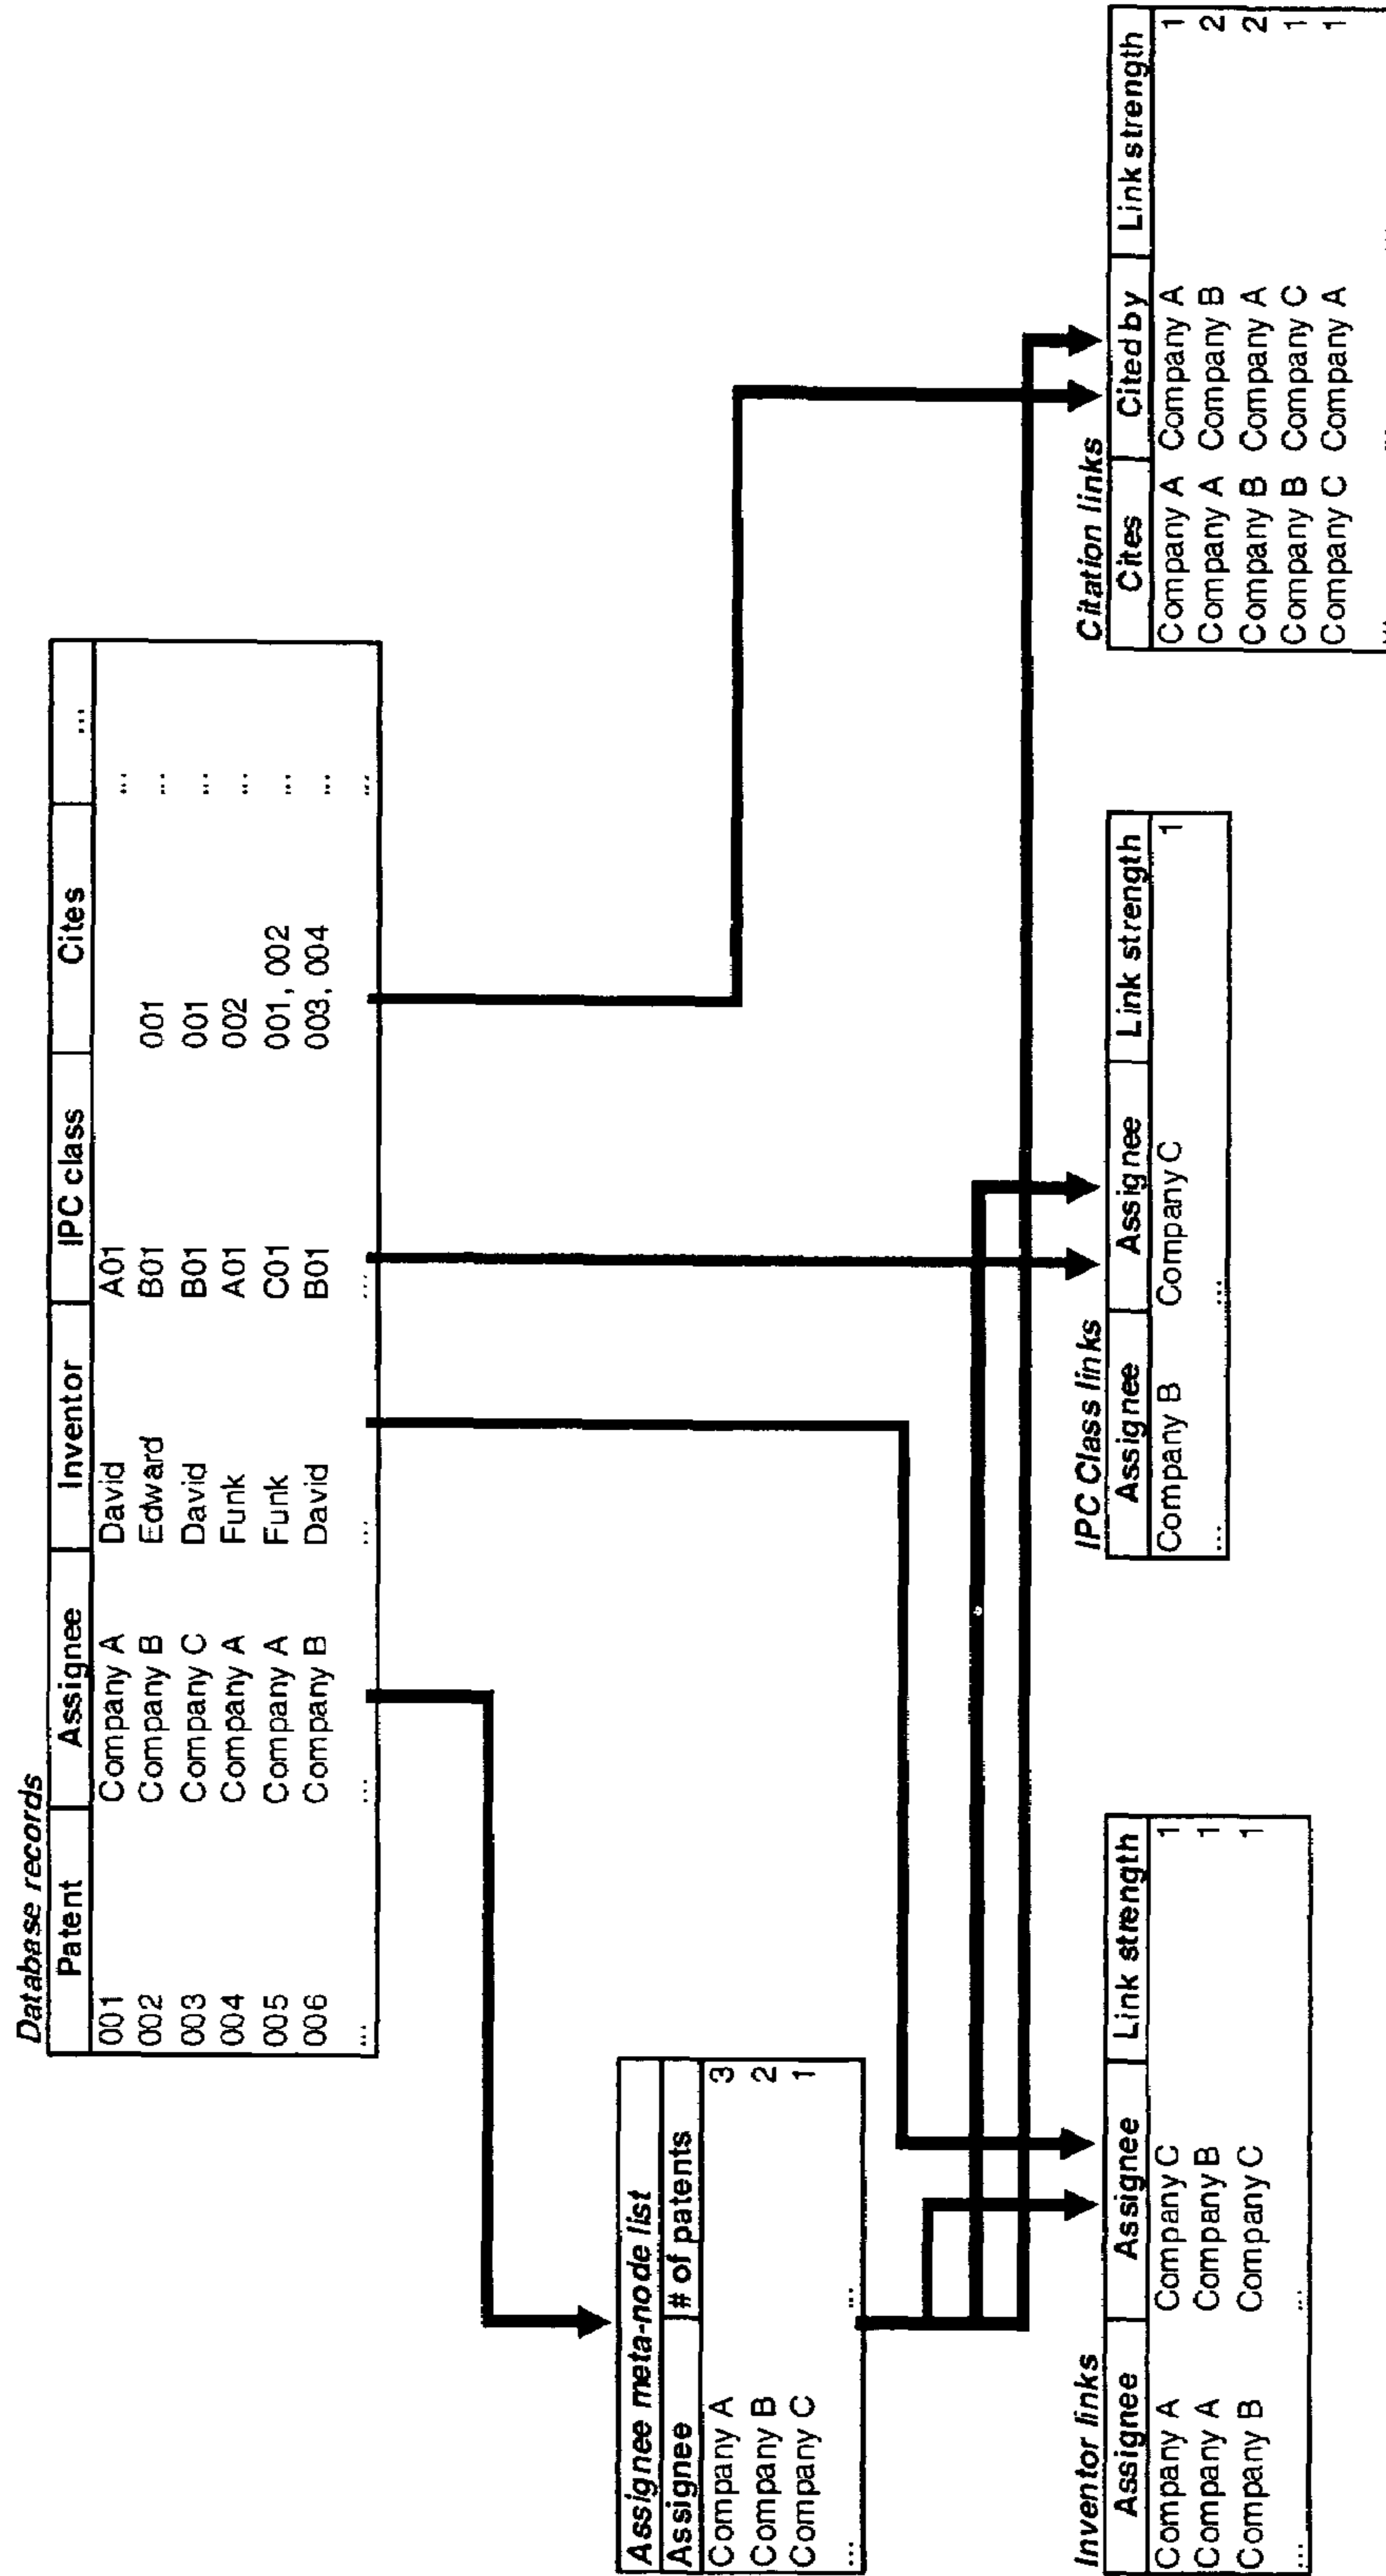 Database records
Patent Assignee Inventor IPC class Cites ...
001 Company A David A01 ...
002 Company B Edward B01 001 ...
003 Company C David B01 001 ...
004 Company A Funk A01 002 ...
005 Company A Funk C01 001, 002 ...
006 Company B David B01 003, 004 ...
... ... ... ... ...
Assignee meta-node list
Assignee # of patents
Company A 3
Company B 2
Company C 1
... ...
Inventor links
Assignee Assignee Link strength
Company A Company C 1
Company A Company B 1
Company B Company C 1
... ...
IPC Class links
Assignee Assignee Link strength
Company B Company C 1
... ...
Citation links
Cites Cited by Link strength
Company A Company A 1
Company A Company B 2
Company B Company A 2
Company B Company C 1
Company C Company A 1
... ... ...